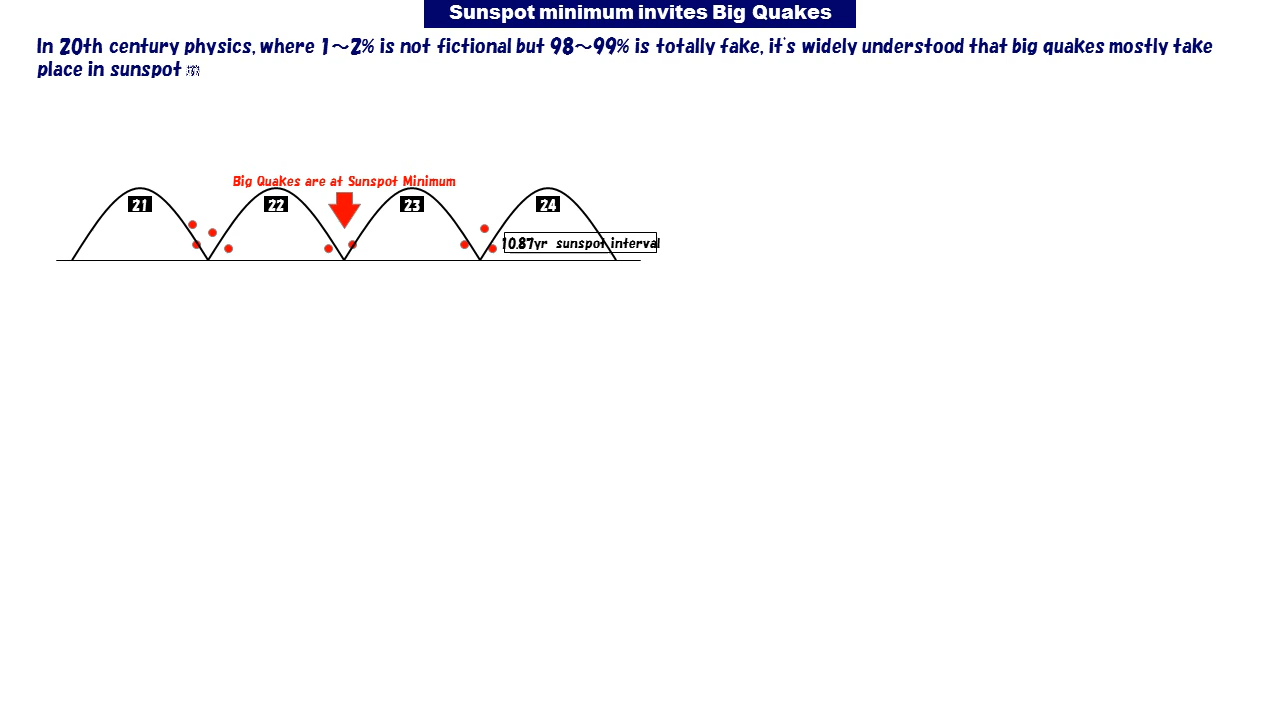 Sunspot minimum invites Big Quakes
In 20th century physics, where 1～2% is not fictional but 98～99% is totally fake, it's widely understood that big quakes mostly take
place in sunspot
Big Quakes are at Sunspot Minimum
21
22
23
24
10.87yr sunspot interval